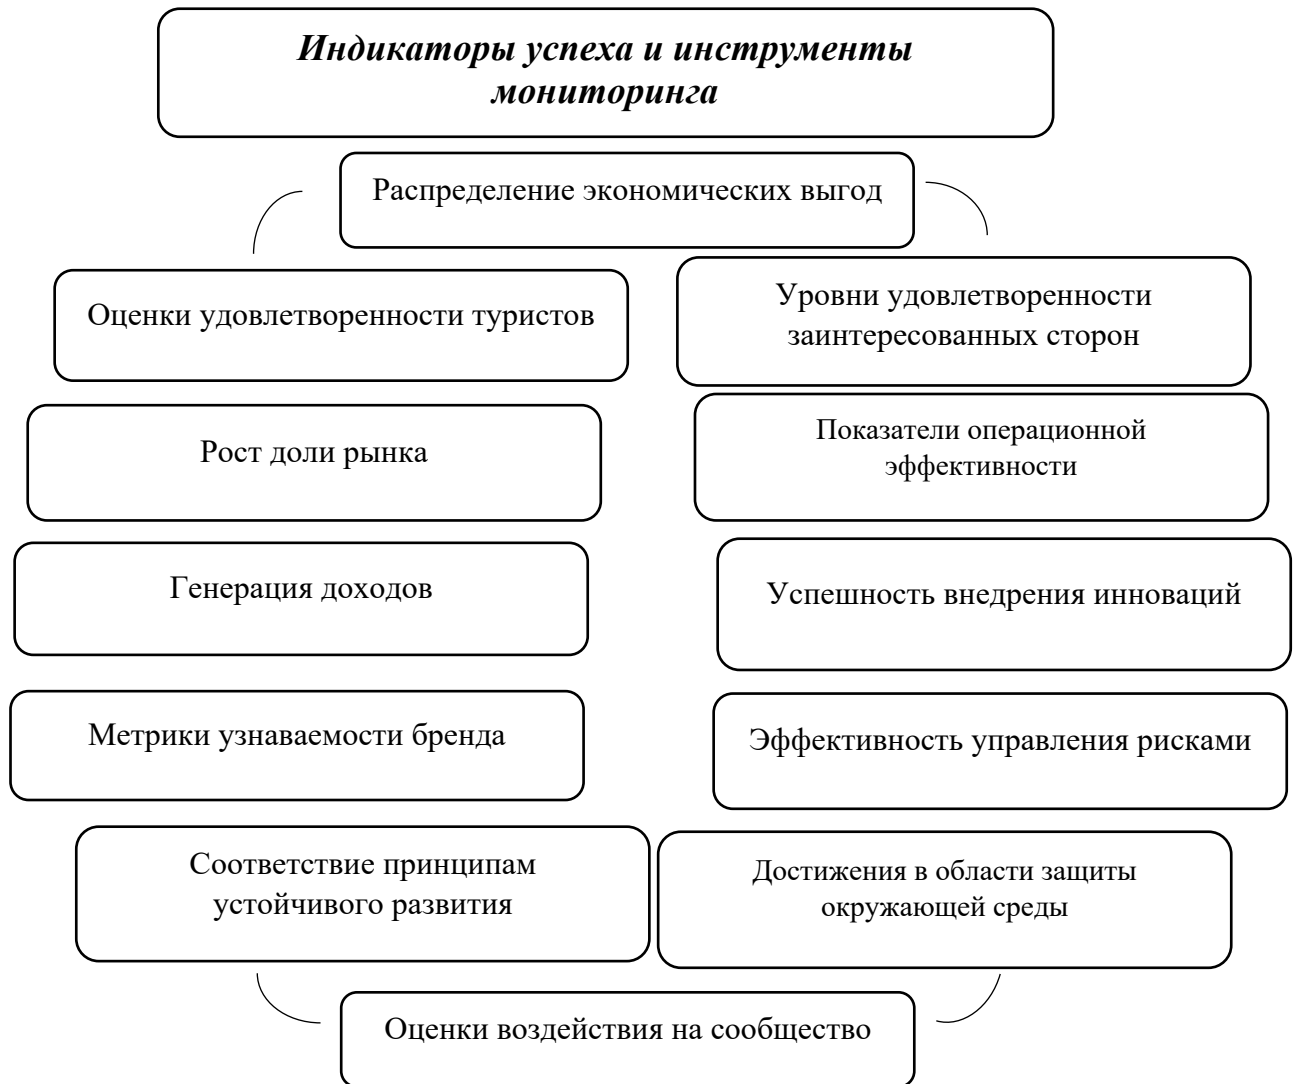 Индикаторы успеха и инструменты
мониторинга
Распределение экономических выгод
Оценки удовлетворенности туристов
Уровни удовлетворенности
заинтересованных сторон
Рост доли рынка
Показатели операционной
эффективности
Генерация доходов
Успешность внедрения инноваций
Метрики узнаваемости бренда
Эффективность управления рисками
Соответствие принципам
устойчивого развития
Достижения в области защиты
окружающей среды
Оценки воздействия на сообщество